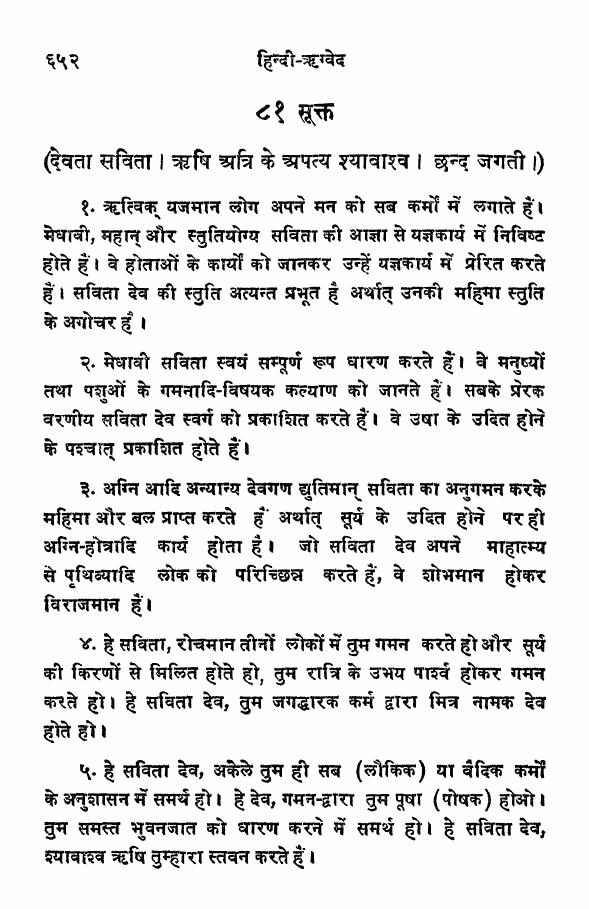 ६५२ हिन्दी-ऋग्वेद
८१ सूक्त
(देवता सविता। ऋषि अत्रि के अपत्य श्यावाश्व। छन्द जगती।)
१. ऋत्विक् यजमान लोग अपने मन को सब कर्मों में लगाते हैं।
मेधावी, महान् और स्तुतियोग्य सविता की आज्ञा से यज्ञकार्य में निविष्ट
होते हैं। वे होताओं के कार्यों को जानकर उन्हें यज्ञकार्य में प्रेरित करते
हैं। सविता देव की स्तुति अत्यन्त प्रभूत है अर्थात् उनकी महिमा स्तुति
के अगोचर है।
२. मेधावी सविता स्वयं सम्पूर्ण रूप धारण करते हैं। वे मनुष्यों
तथा पशुओं के गमनादि-विषयक कल्याण को जानते हैं। सबके प्रेरक
वरणीय सविता देव स्वर्ग को प्रकाशित करते हैं। वे उषा के उदित होने
के पश्चात् प्रकाशित होते हैं।
३. अग्नि आदि अन्यान्य देवगण द्युतिमान् सविता का अनुगमन करके
महिमा और बल प्राप्त करते हैं अर्थात् सूर्य के उदित होने पर ही
अग्नि-होत्रादि कार्य होता है। जो सविता देव अपने माहात्म्य
से पृथिव्यादि लोक को परिच्छिन्न करते हैं, वे शोभमान होकर
विराजमान हैं।
४. हे सविता, रोचमान तीनों लोकों में तुम गमन करते हो और सूर्य
की किरणों से मिलित होते हो, तुम रात्रि के उभय पार्श्व होकर गमन
करते हो। हे सविता देव, तुम जगद्धारक कर्म द्वारा मित्र नामक देव
होते हो।
५. हे सविता देव, अकेले तुम ही सब (लौकिक) या वैदिक कर्मों
के अनुशासन में समर्थ हो। हे देव, गमन-द्वारा तुम पूषा (पोषक) होओ।
तुम समस्त भुवनजात को धारण करने में समर्थ हो। हे सविता देव,
श्यावाश्व ऋषि तुम्हारा स्तवन करते हैं।